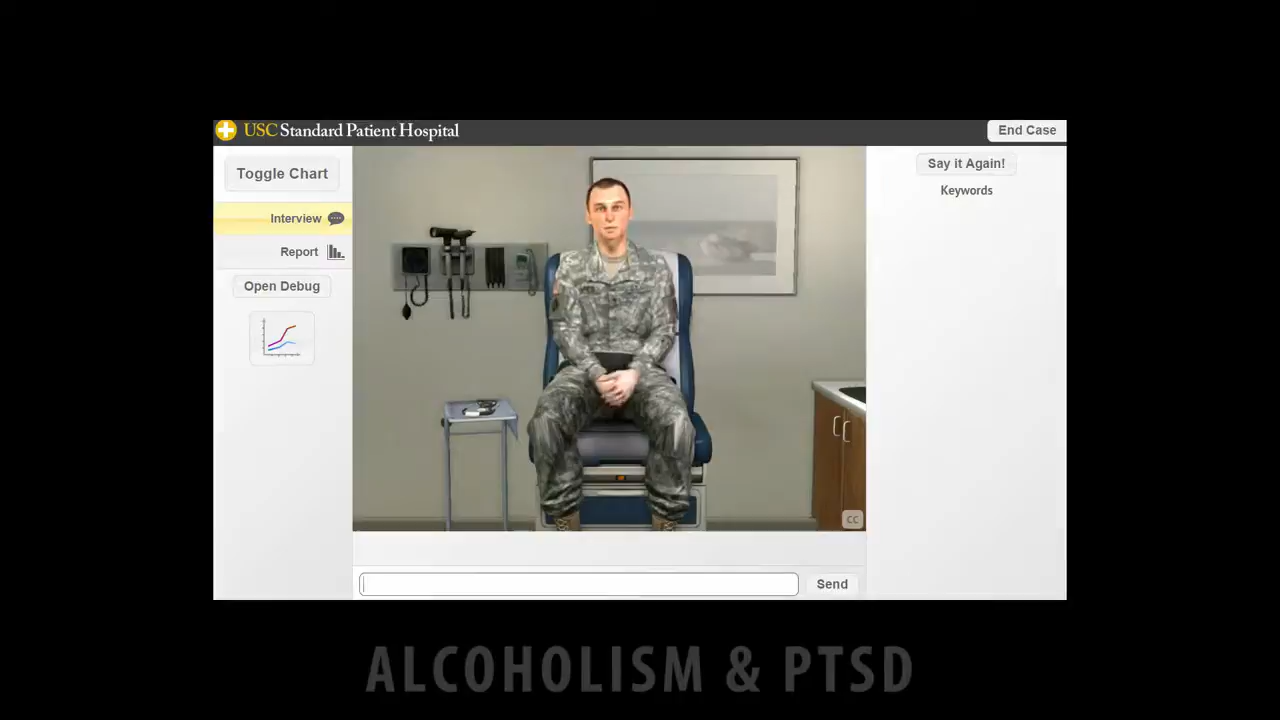 USC Standard Patient Hospital
End Case
Toggle Chart
Say it Again!
Keywords
Interview
Report
Open Debug
CC
Send
ALCOHOLISM & PTSD